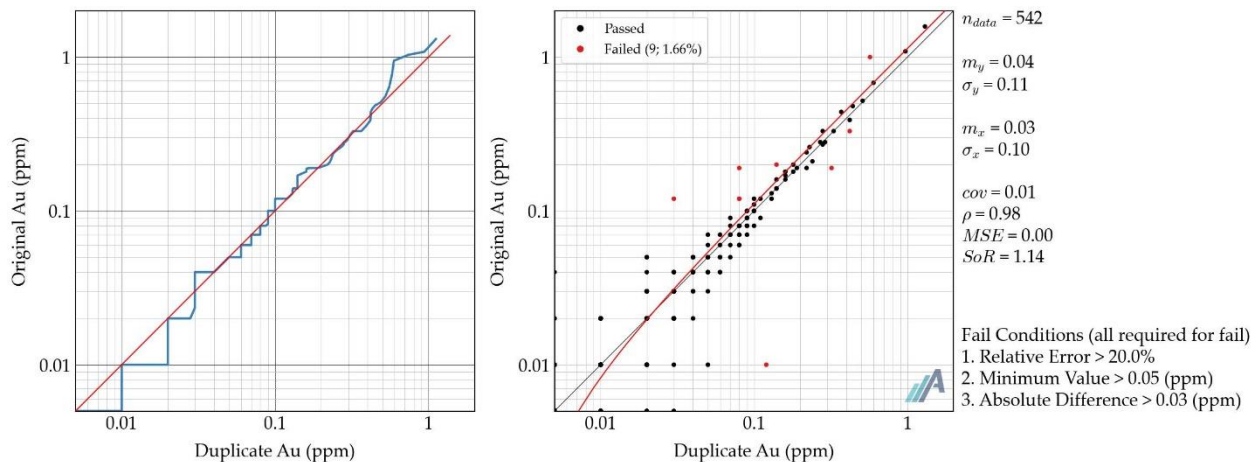 1
0.1
0.01
Original Au (ppm)
0.01
0.1
1
Duplicate Au (ppm)
Passed
Failed (9; 1.66%)
1
0.1
0.01
Original Au (ppm)
0.01
0.1
1
Duplicate Au (ppm)
n_data = 542
m_y = 0.04
σ_y = 0.11
m_x = 0.03
σ_x = 0.10
cov = 0.01
ρ = 0.98
MSE = 0.00
SoR = 1.14
Fail Conditions (all required for fail)
1. Relative Error > 20.0%
2. Minimum Value > 0.05 (ppm)
3. Absolute Difference > 0.03 (ppm)